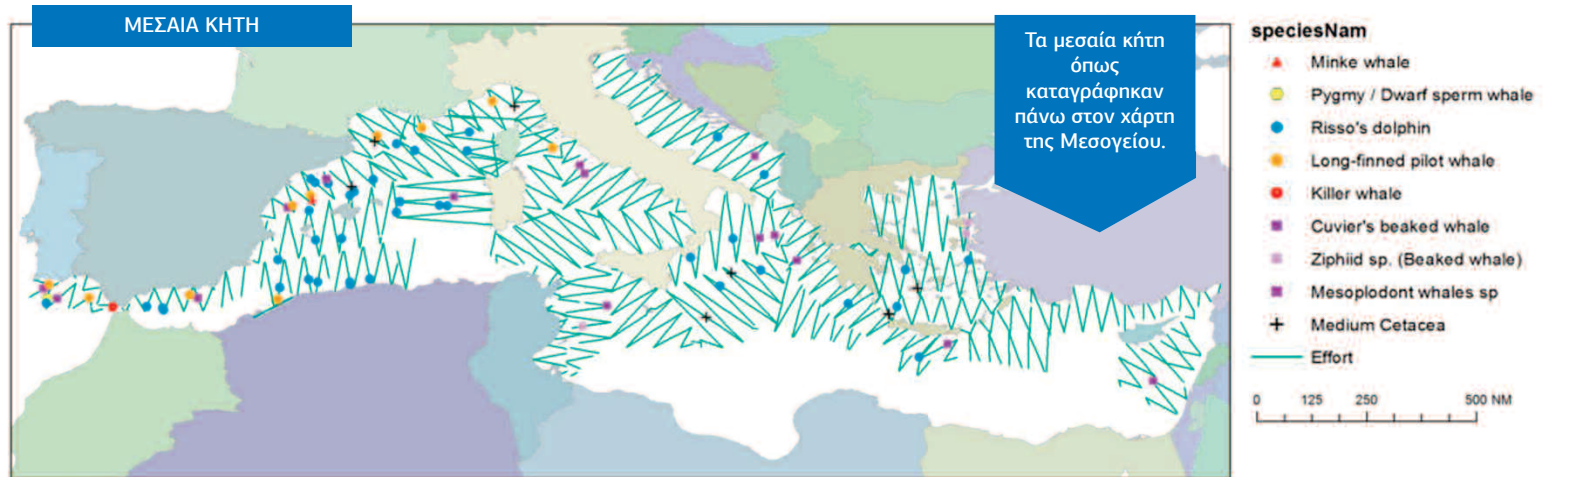 ΜΕΣΑΙΑ ΚΗΤΗ
Τα μεσαία κήτη
όπως
καταγράφηκαν
πάνω στον χάρτη
της Μεσογείου.
speciesNam
Minke whale
Pygmy / Dwarf sperm whale
Risso's dolphin
Long-finned pilot whale
Killer whale
Cuvier's beaked whale
Ziphiid sp. (Beaked whale)
Mesoplodont whales sp
Medium Cetacea
Effort
0 125 250 500 NM